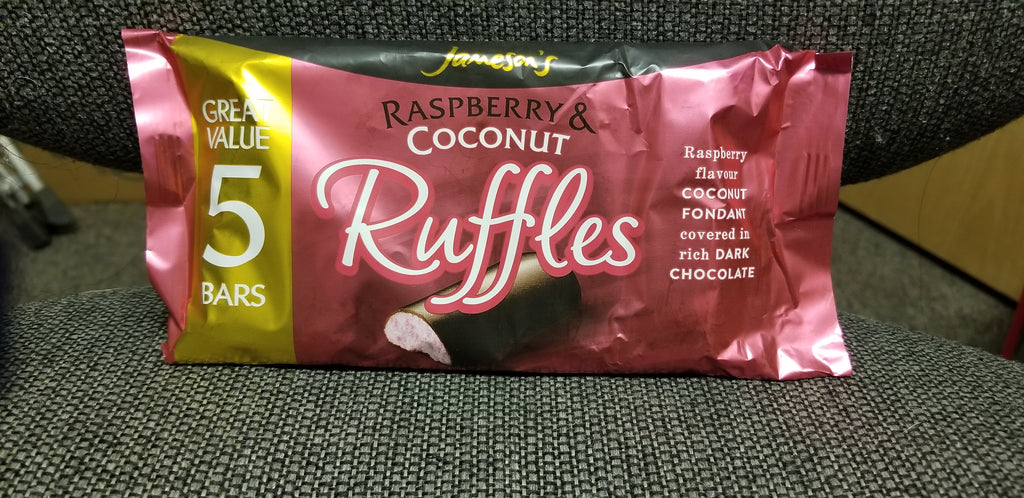 Jameson's
GREAT
VALUE
5
BARS
RASPBERRY &
COCONUT
Ruffles
Raspberry
flavour
COCONUT
FONDANT
covered in
rich DARK
CHOCOLATE